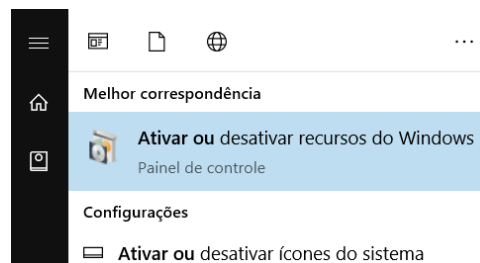 Melhor correspondência
Ativar ou desativar recursos do Windows
Painel de controle
Configurações
Ativar ou desativar ícones do sistema